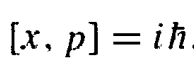 [x, p] = iħ.